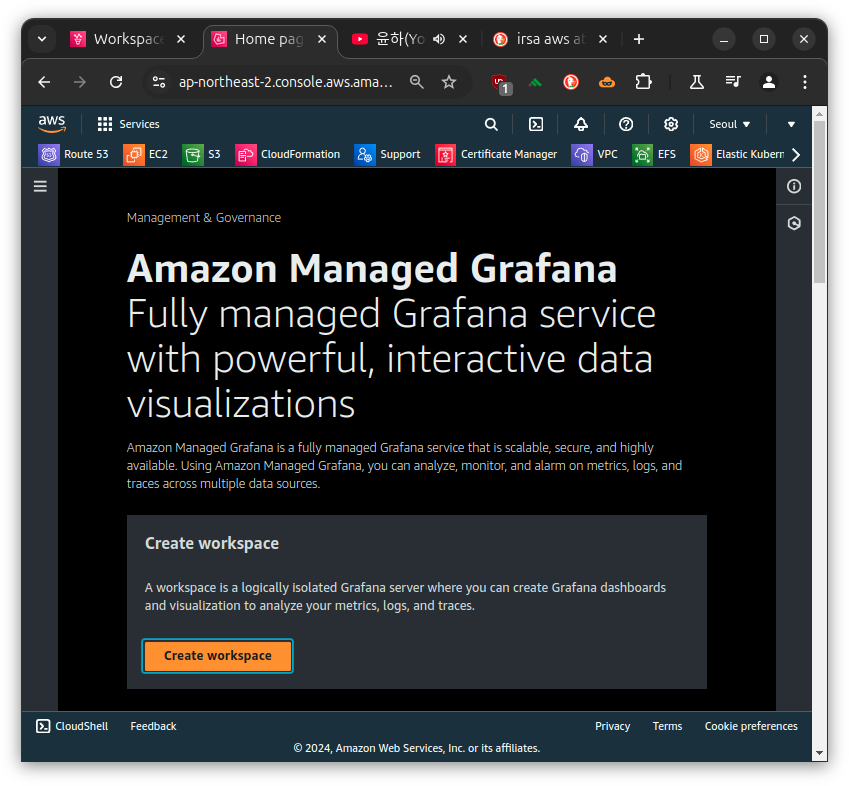 Workspac
Home pag
윤하(Yo
irsa aws a
ap-northeast-2.console.aws.ama...
1
aws
Services
Seoul
Route 53
EC2
S3
CloudFormation
Support
Certificate Manager
VPC
EFS
Elastic Kubern
Management & Governance
Amazon Managed Grafana
Fully managed Grafana service
with powerful, interactive data
visualizations
Amazon Managed Grafana is a fully managed Grafana service that is scalable, secure, and highly
available. Using Amazon Managed Grafana, you can analyze, monitor, and alarm on metrics, logs, and
traces across multiple data sources.
Create workspace
A workspace is a logically isolated Grafana server where you can create Grafana dashboards
and visualization to analyze your metrics, logs, and traces.
Create workspace
CloudShell
Feedback
Privacy
Terms
Cookie preferences
© 2024, Amazon Web Services, Inc. or its affiliates.